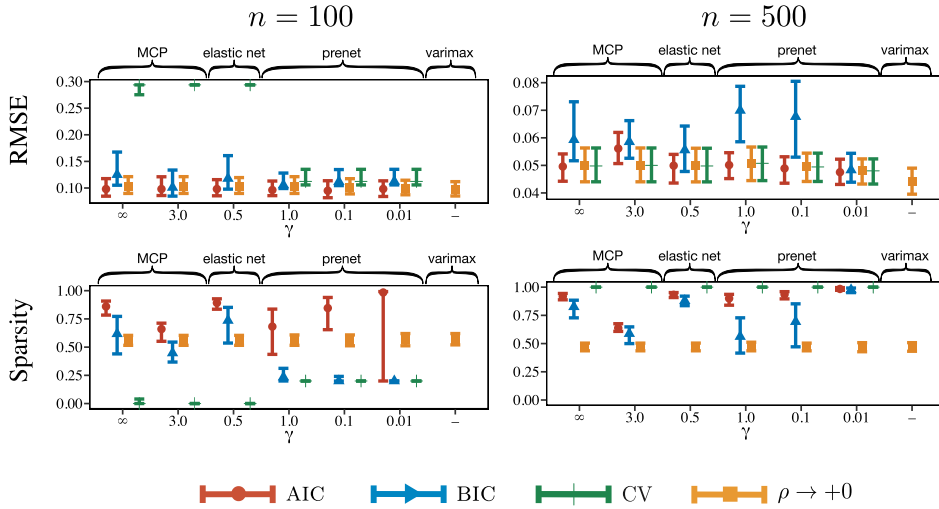 n = 100
n = 500
MCP elastic net prenet varimax
MCP elastic net prenet varimax
RMSE
0.30
0.25
0.20
0.15
0.10
∞ 3.0 0.5 1.0 0.1 0.01 –
γ
0.08
0.07
0.06
0.05
0.04
∞ 3.0 0.5 1.0 0.1 0.01 –
γ
MCP elastic net prenet varimax
MCP elastic net prenet varimax
Sparsity
1.00
0.75
0.50
0.25
0.00
∞ 3.0 0.5 1.0 0.1 0.01 –
γ
1.00
0.75
0.50
0.25
0.00
∞ 3.0 0.5 1.0 0.1 0.01 –
γ
AIC BIC CV ρ → +0